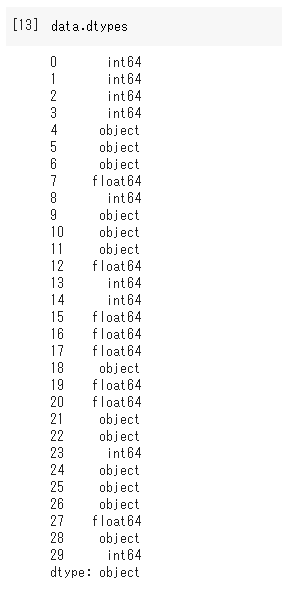 [13] data.dtypes
0 int64
1 int64
2 int64
3 int64
4 object
5 object
6 object
7 float64
8 int64
9 object
10 object
11 object
12 float64
13 int64
14 int64
15 float64
16 float64
17 float64
18 object
19 float64
20 float64
21 object
22 object
23 int64
24 object
25 object
26 object
27 float64
28 object
29 int64
dtype: object